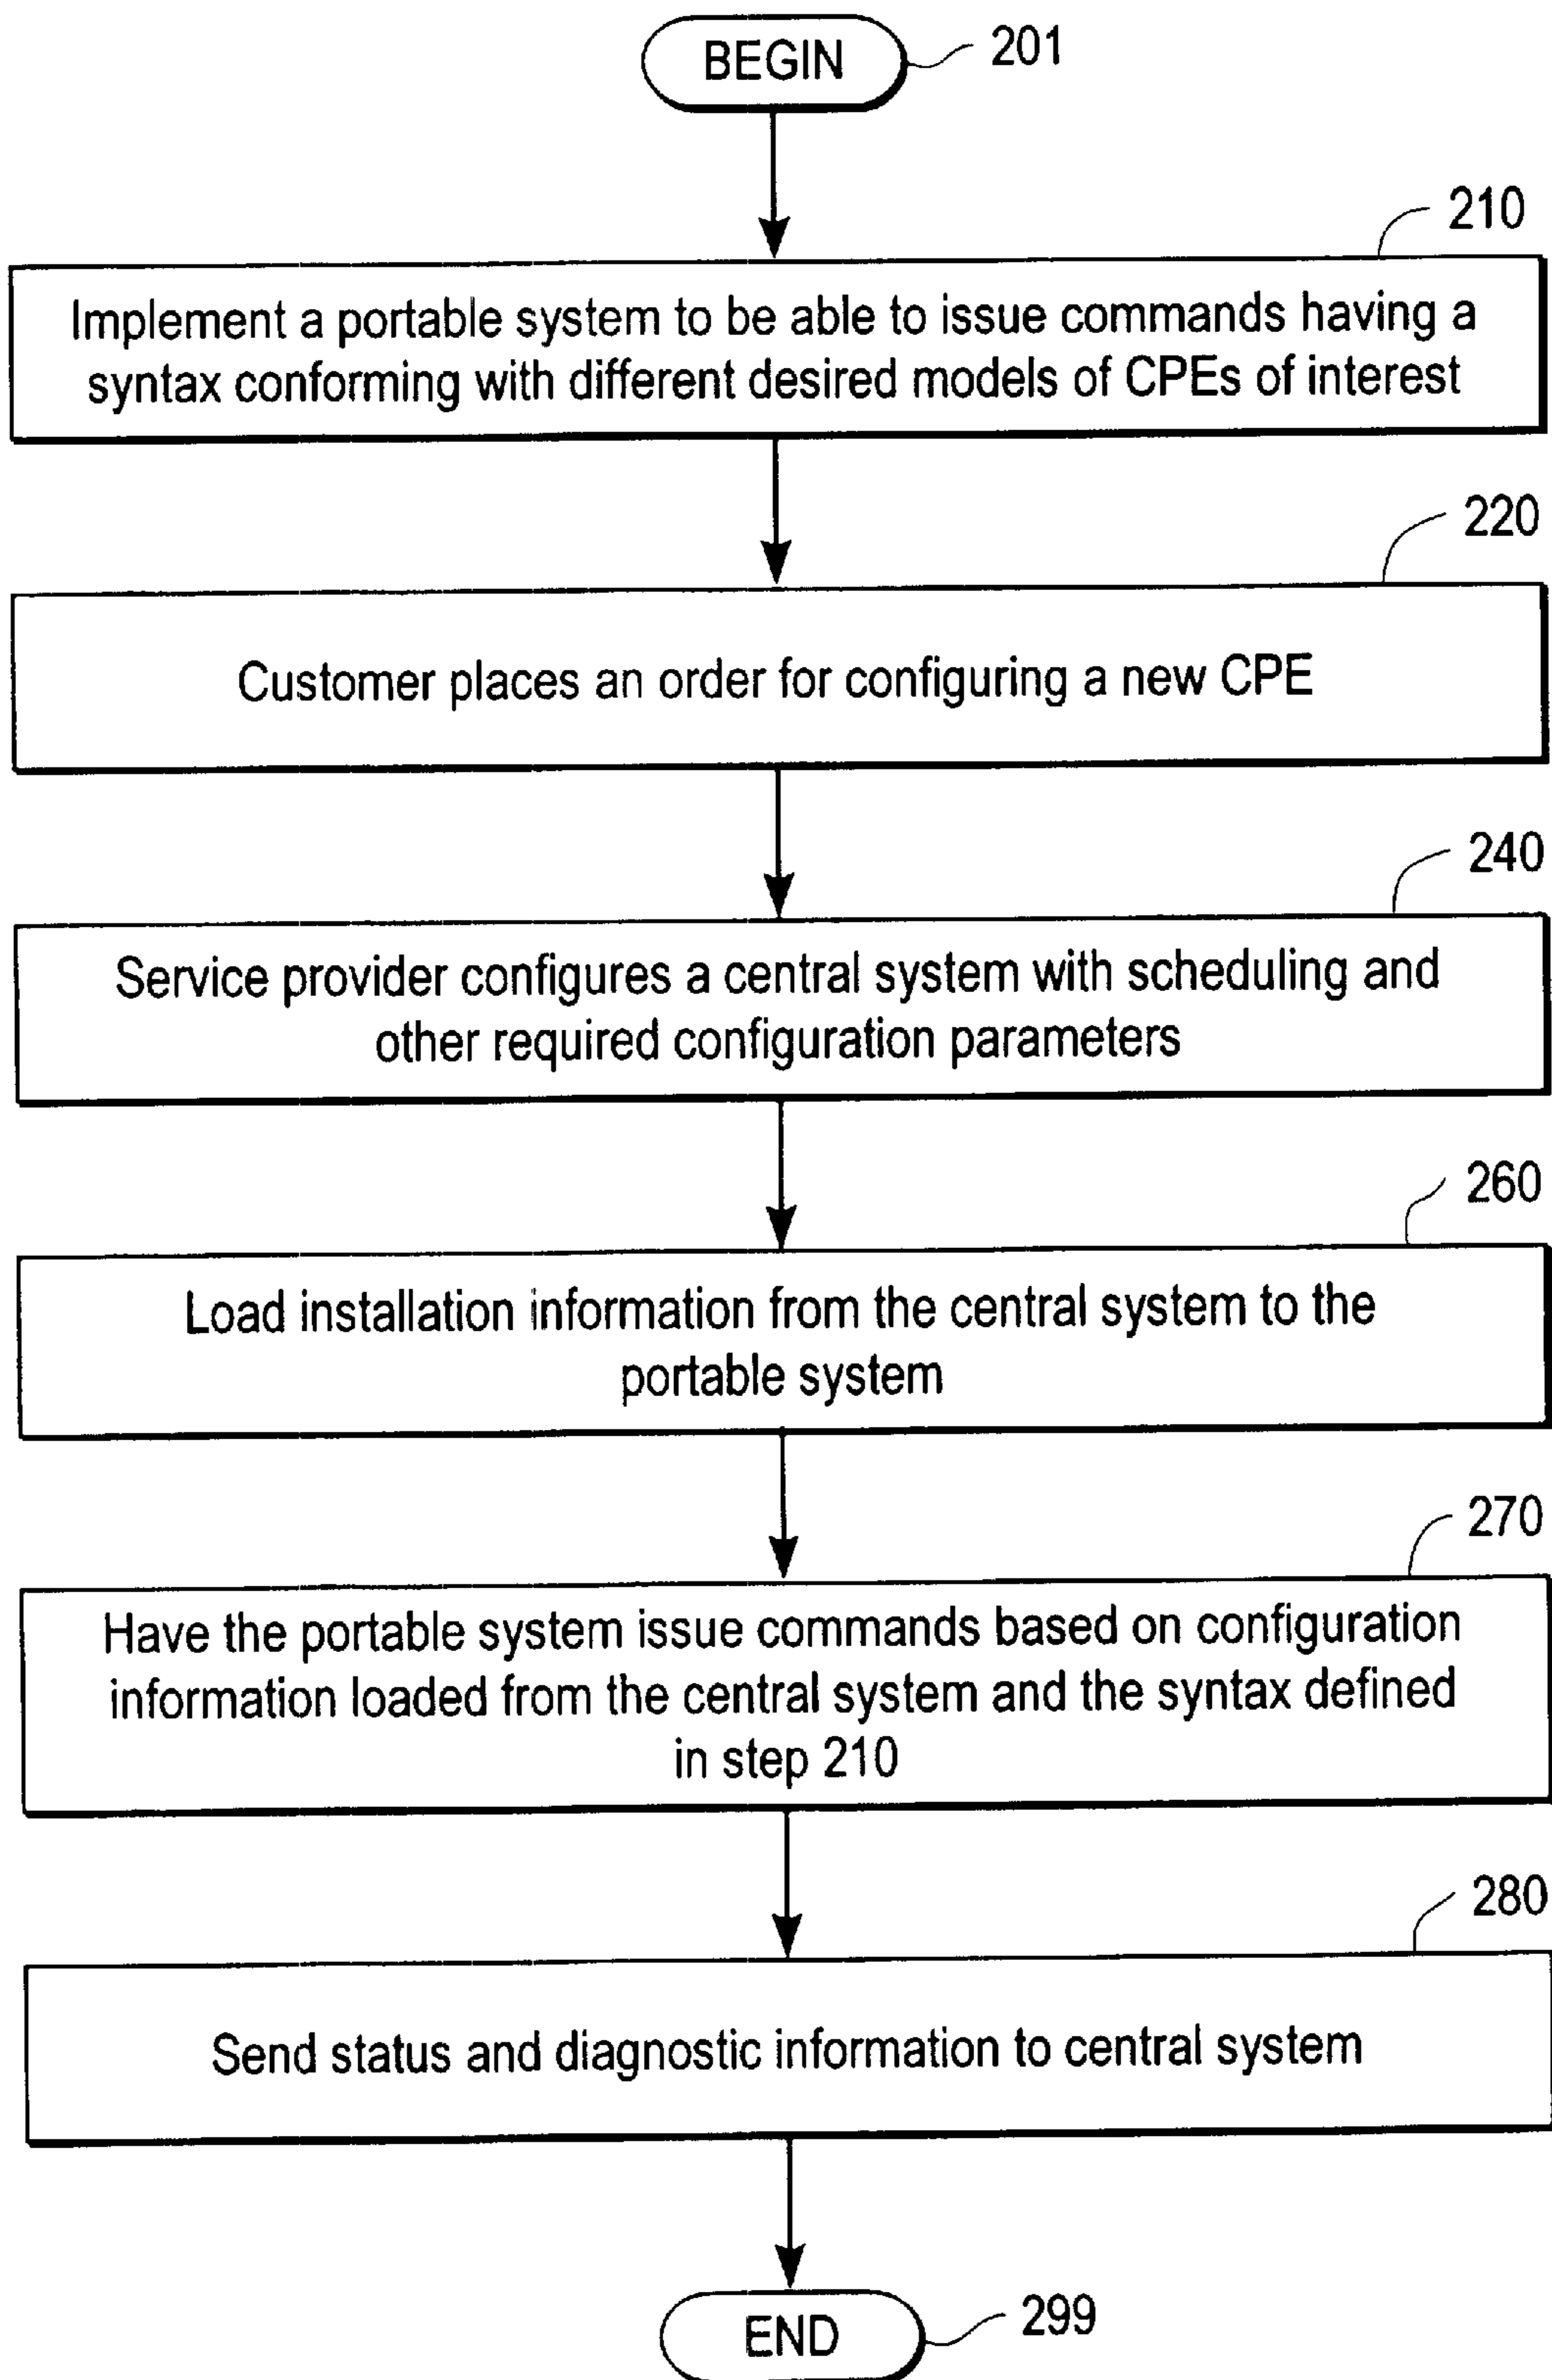 BEGIN
201
210
Implement a portable system to be able to issue commands having a
syntax conforming with different desired models of CPEs of interest
220
Customer places an order for configuring a new CPE
240
Service provider configures a central system with scheduling and
other required configuration parameters
260
Load installation information from the central system to the
portable system
270
Have the portable system issue commands based on configuration
information loaded from the central system and the syntax defined
in step 210
280
Send status and diagnostic information to central system
END
299